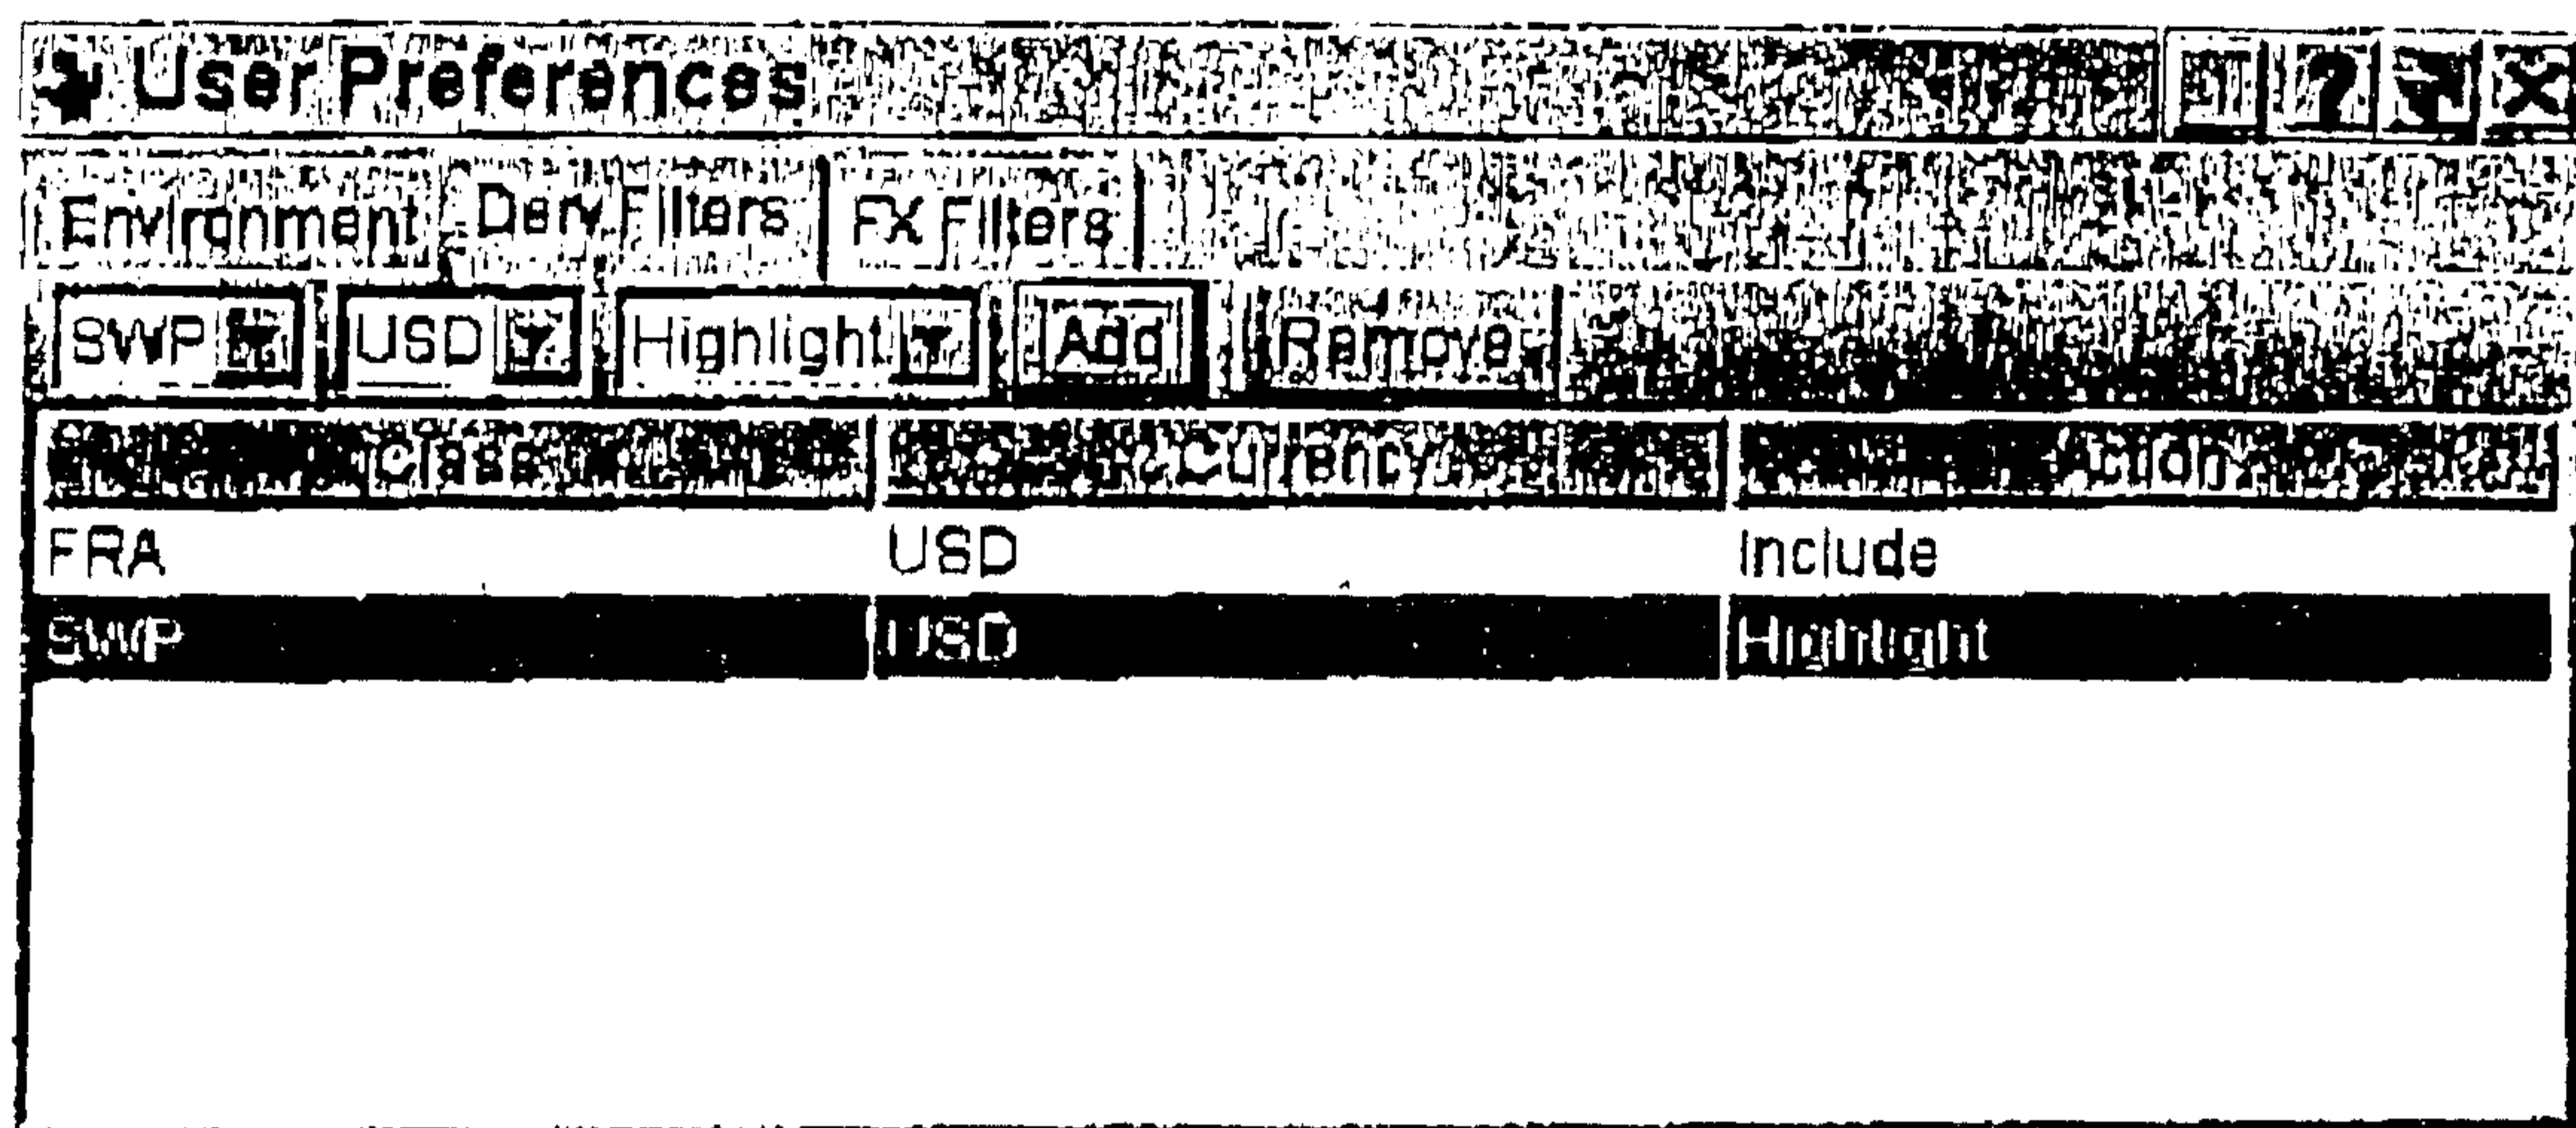 User Preferences ?
Environment Deriv Filters FX Filters
SWP USD Highlight Add Remove
Class Currency Action
FRA USD Include
SWP USD Highlight